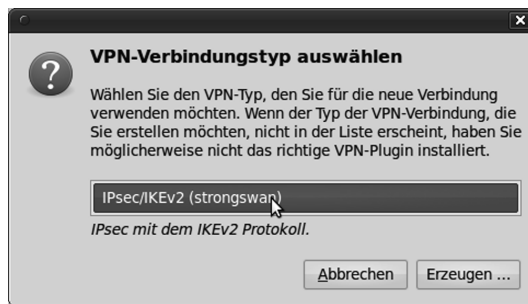 VPN-Verbindungstyp auswählen
Wählen Sie den VPN-Typ, den Sie für die neue Verbindung
verwenden möchten. Wenn der Typ der VPN-Verbindung, die
Sie erstellen möchten, nicht in der Liste erscheint, haben Sie
möglicherweise nicht das richtige VPN-Plugin installiert.
IPsec/IKEv2 (strongswan)
IPsec mit dem IKEv2 Protokoll.
Abbrechen
Erzeugen ...